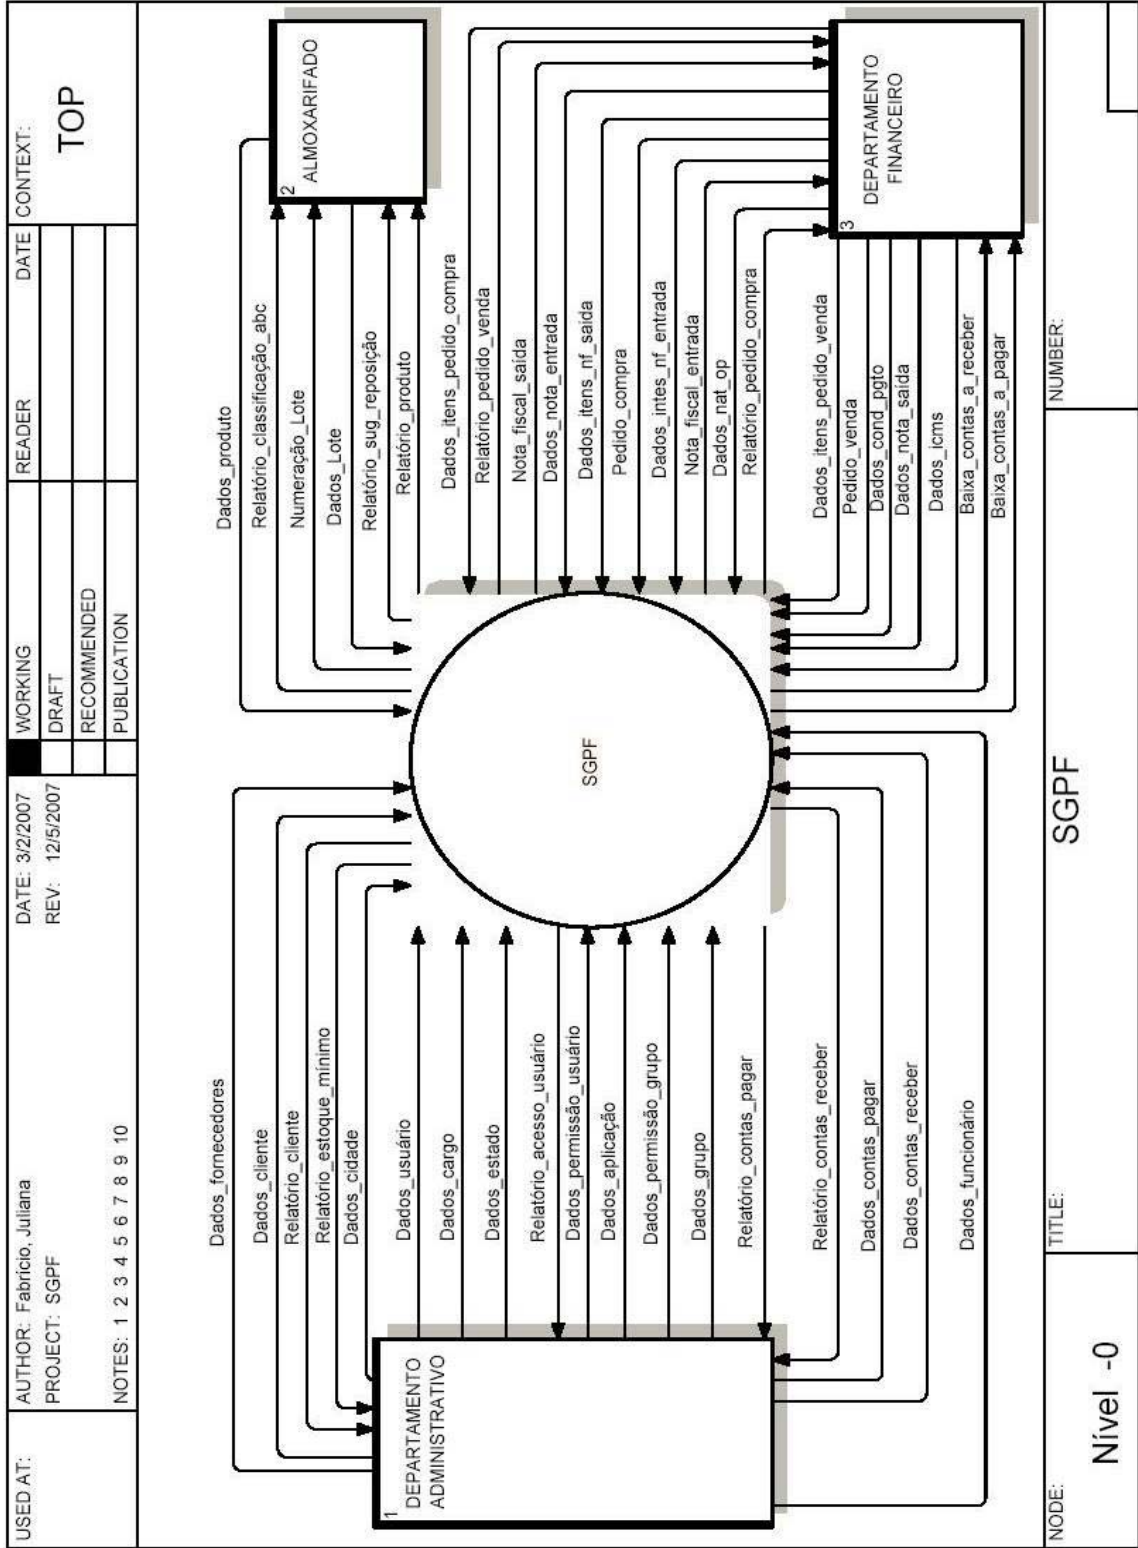 USED AT:
AUTHOR: Fabrício, Juliana
PROJECT: SGPF
NOTES: 1 2 3 4 5 6 7 8 9 10
DATE: 3/2/2007
REV: 12/5/2007
WORKING
DRAFT
RECOMMENDED
PUBLICATION
READER
DATE
CONTEXT:
TOP
Dados_fornecedores
Dados_cliente
Relatório_cliente
Relatório_estoque_mínimo
Dados_cidade
Dados_usuário
Dados_cargo
Dados_estado
Relatório_acesso_usuário
Dados_permissão_usuário
Dados_aplicação
Dados_permissão_grupo
Dados_grupo
Relatório_contas_pagar
Relatório_contas_receber
Dados_contas_pagar
Dados_contas_receber
Dados_funcionário
1
DEPARTAMENTO
ADMINISTRATIVO
SGPF
Dados_produto
Relatório_classificação_abc
Numeração_Lote
Dados_Lote
Relatório_sug_reposição
Relatório_produto
2
ALMOXARIFADO
Dados_itens_pedido_compra
Relatório_pedido_venda
Nota_fiscal_saída
Dados_nota_entrada
Dados_itens_nf_saida
Pedido_compra
Dados_intes_nf_entrada
Nota_fiscal_entrada
Dados_nat_op
Relatório_pedido_compra
Dados_itens_pedido_venda
Pedido_venda
Dados_cond_pgto
Dados_nota_saída
Dados_icms
Baixa_contas_a_receber
Baixa_contas_a_pagar
3
DEPARTAMENTO
FINANCEIRO
NODE:
Nível -0
TITLE:
SGPF
NUMBER: